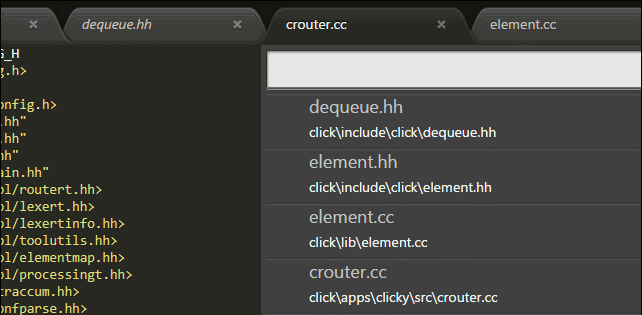 dequeue.hh
crouter.cc
element.cc
G_H
g.h>
onfig.h>
.hh"
.hh"
hh"
ain.hh"
ol/routert.hh>
ol/lexert.hh>
ol/lexertinfo.hh>
ol/toolutils.hh>
ol/elementmap.hh>
ol/processingt.hh>
traccum.hh>
onfparse.hh>
dequeue.hh
click\include\click\dequeue.hh
element.hh
click\include\click\element.hh
element.cc
click\lib\element.cc
crouter.cc
click\apps\clicky\src\crouter.cc